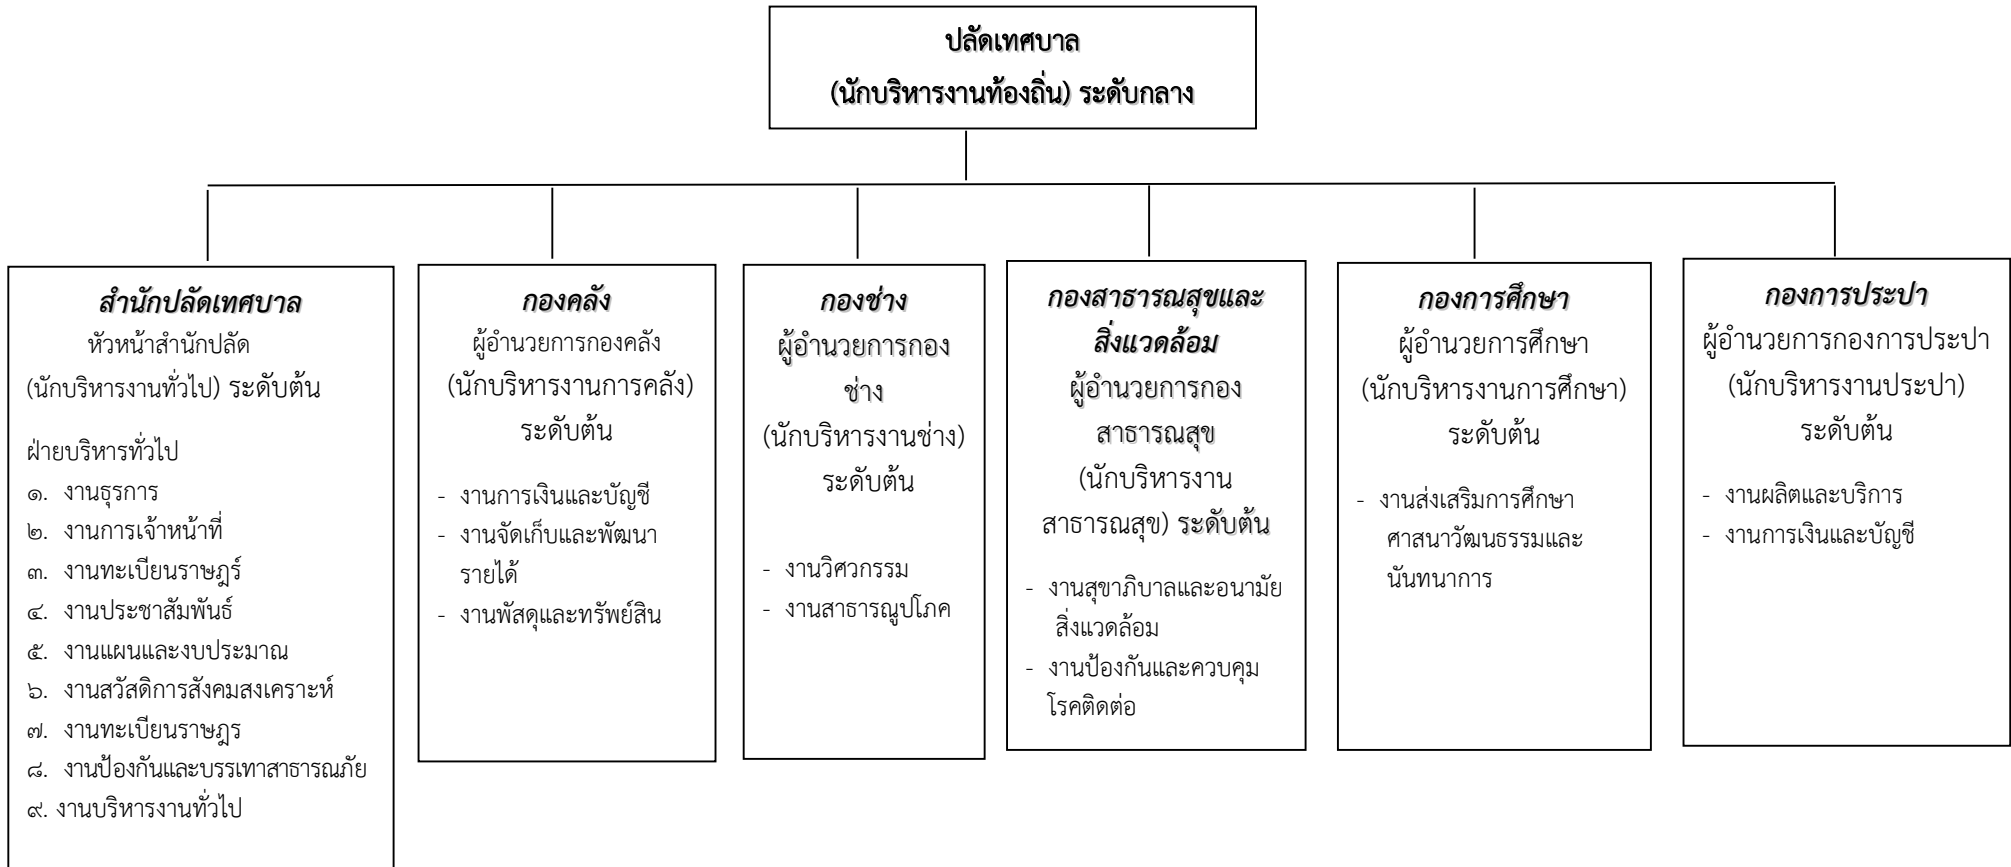 ปลัดเทศบาล
(นักบริหารงานท้องถิ่น) ระดับกลาง
สำนักปลัดเทศบาล
หัวหน้าสำนักปลัด
(นักบริหารงานทั่วไป) ระดับต้น
ฝ่ายบริหารทั่วไป
๑. งานธุรการ
๒. งานการเจ้าหน้าที่
๓. งานทะเบียนราษฎร์
๔. งานประชาสัมพันธ์
๕. งานแผนและงบประมาณ
๖. งานสวัสดิการสังคมสงเคราะห์
๗. งานทะเบียนราษฎร
๘. งานป้องกันและบรรเทาสาธารณภัย
๙. งานบริหารงานทั่วไป
กองคลัง
ผู้อำนวยการกองคลัง
(นักบริหารงานการคลัง)
ระดับต้น
- งานการเงินและบัญชี
- งานจัดเก็บและพัฒนา
รายได้
- งานพัสดุและทรัพย์สิน
กองช่าง
ผู้อำนวยการกอง
ช่าง
(นักบริหารงานช่าง)
ระดับต้น
- งานวิศวกรรม
- งานสาธารณูปโภค
กองสาธารณสุขและ
สิ่งแวดล้อม
ผู้อำนวยการกอง
สาธารณสุข
(นักบริหารงาน
สาธารณสุข) ระดับต้น
- งานสุขาภิบาลและอนามัย
สิ่งแวดล้อม
- งานป้องกันและควบคุม
โรคติดต่อ
กองการศึกษา
ผู้อำนวยการศึกษา
(นักบริหารงานการศึกษา)
ระดับต้น
- งานส่งเสริมการศึกษา
ศาสนาวัฒนธรรมและ
นันทนาการ
กองการประปา
ผู้อำนวยการกองการประปา
(นักบริหารงานประปา)
ระดับต้น
- งานผลิตและบริการ
- งานการเงินและบัญชี